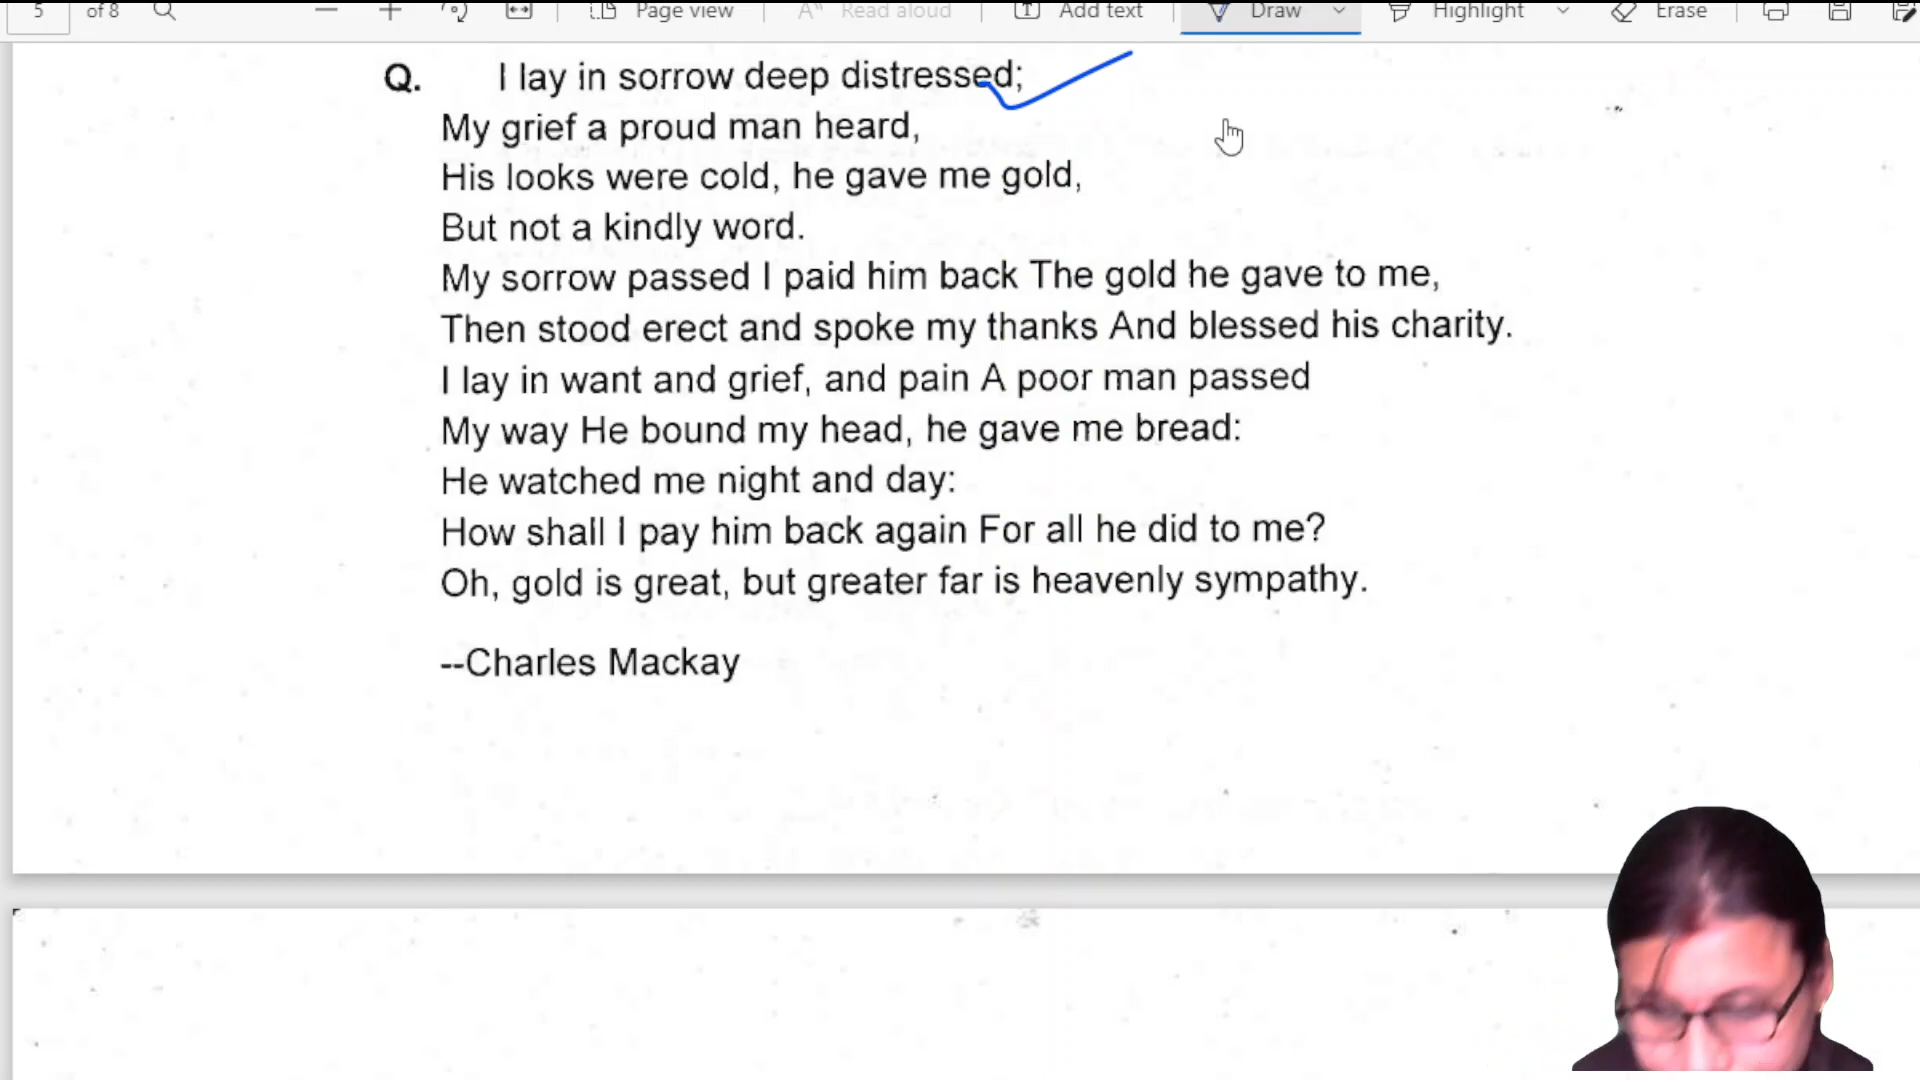 5 of 8 Page view Read aloud Add text Draw Highlight Erase
Q. I lay in sorrow deep distressed;
My grief a proud man heard,
His looks were cold, he gave me gold,
But not a kindly word.
My sorrow passed I paid him back The gold he gave to me,
Then stood erect and spoke my thanks And blessed his charity.
I lay in want and grief, and pain A poor man passed
My way He bound my head, he gave me bread:
He watched me night and day:
How shall I pay him back again For all he did to me?
Oh, gold is great, but greater far is heavenly sympathy.
--Charles Mackay